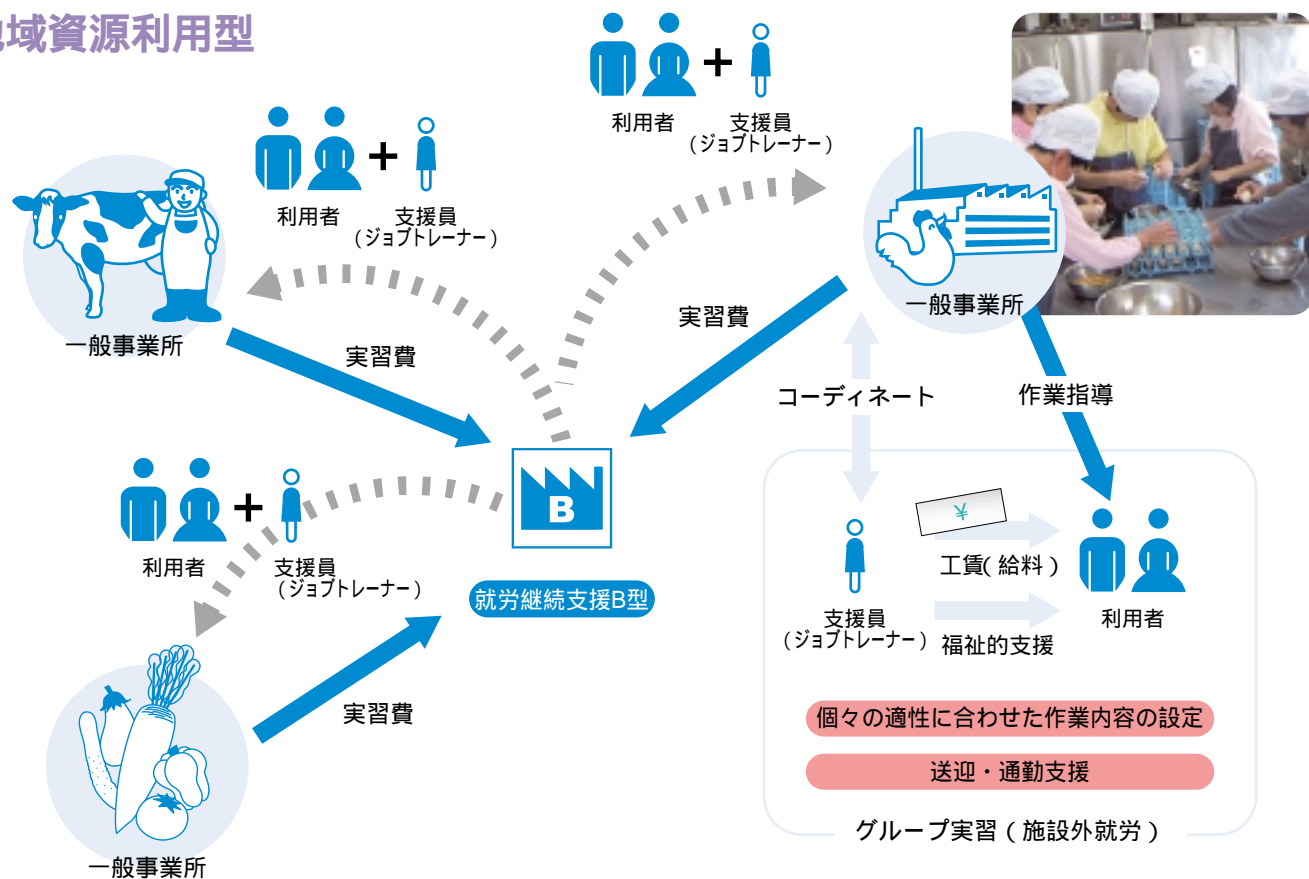 地域資源利用型
利用者
+
支援員
(ジョブトレーナー)
利用者
+
支援員
(ジョブトレーナー)
一般事業所
一般事業所
実習費
実習費
コーディネート
作業指導
利用者
+
支援員
(ジョブトレーナー)
B
就労継続支援B型
実習費
一般事業所
¥
工賃(給料)
支援員
(ジョブトレーナー)
福祉的支援
利用者
個々の適性に合わせた作業内容の設定
送迎・通勤支援
グループ実習(施設外就労)